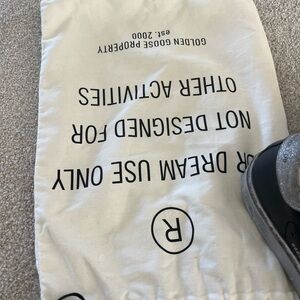 ®
R DREAM USE ONLY
NOT DESIGNED FOR
OTHER ACTIVITIES
GOLDEN GOOSE PROPERTY
est. 2000